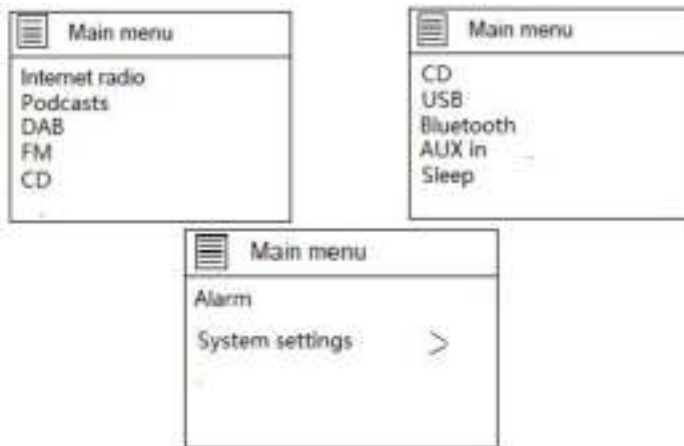 Main menu
Internet radio
Podcasts
DAB
FM
CD
Main menu
CD
USB
Bluetooth
AUX in
Sleep
Main menu
Alarm
System settings >